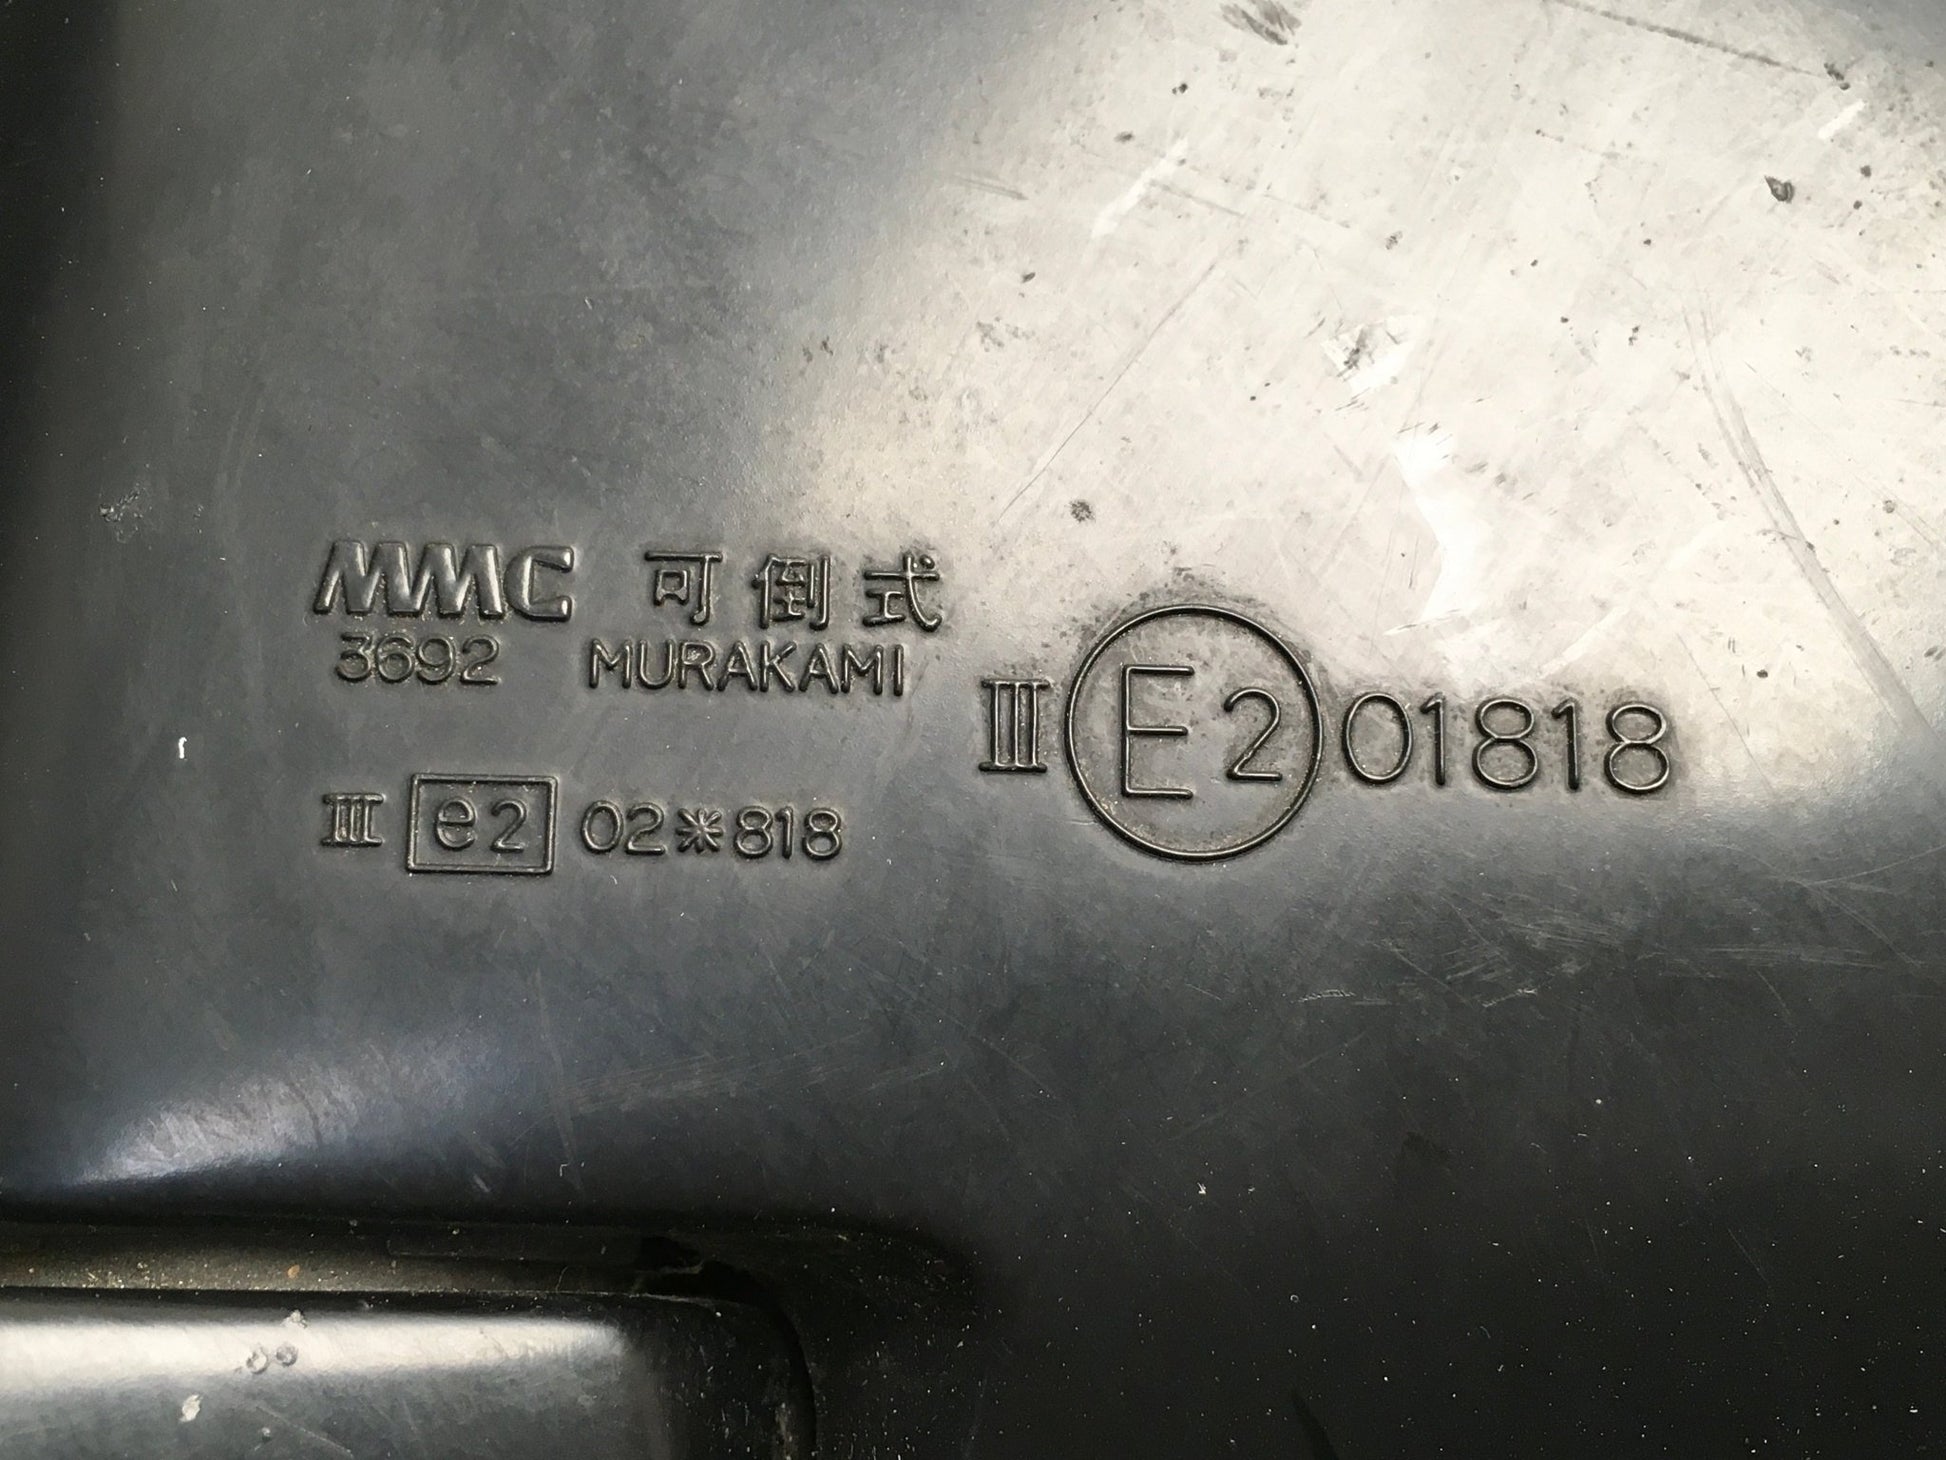 MMC 可倒式
3692 MURAKAMI
III E2 01818
III e2 02*818